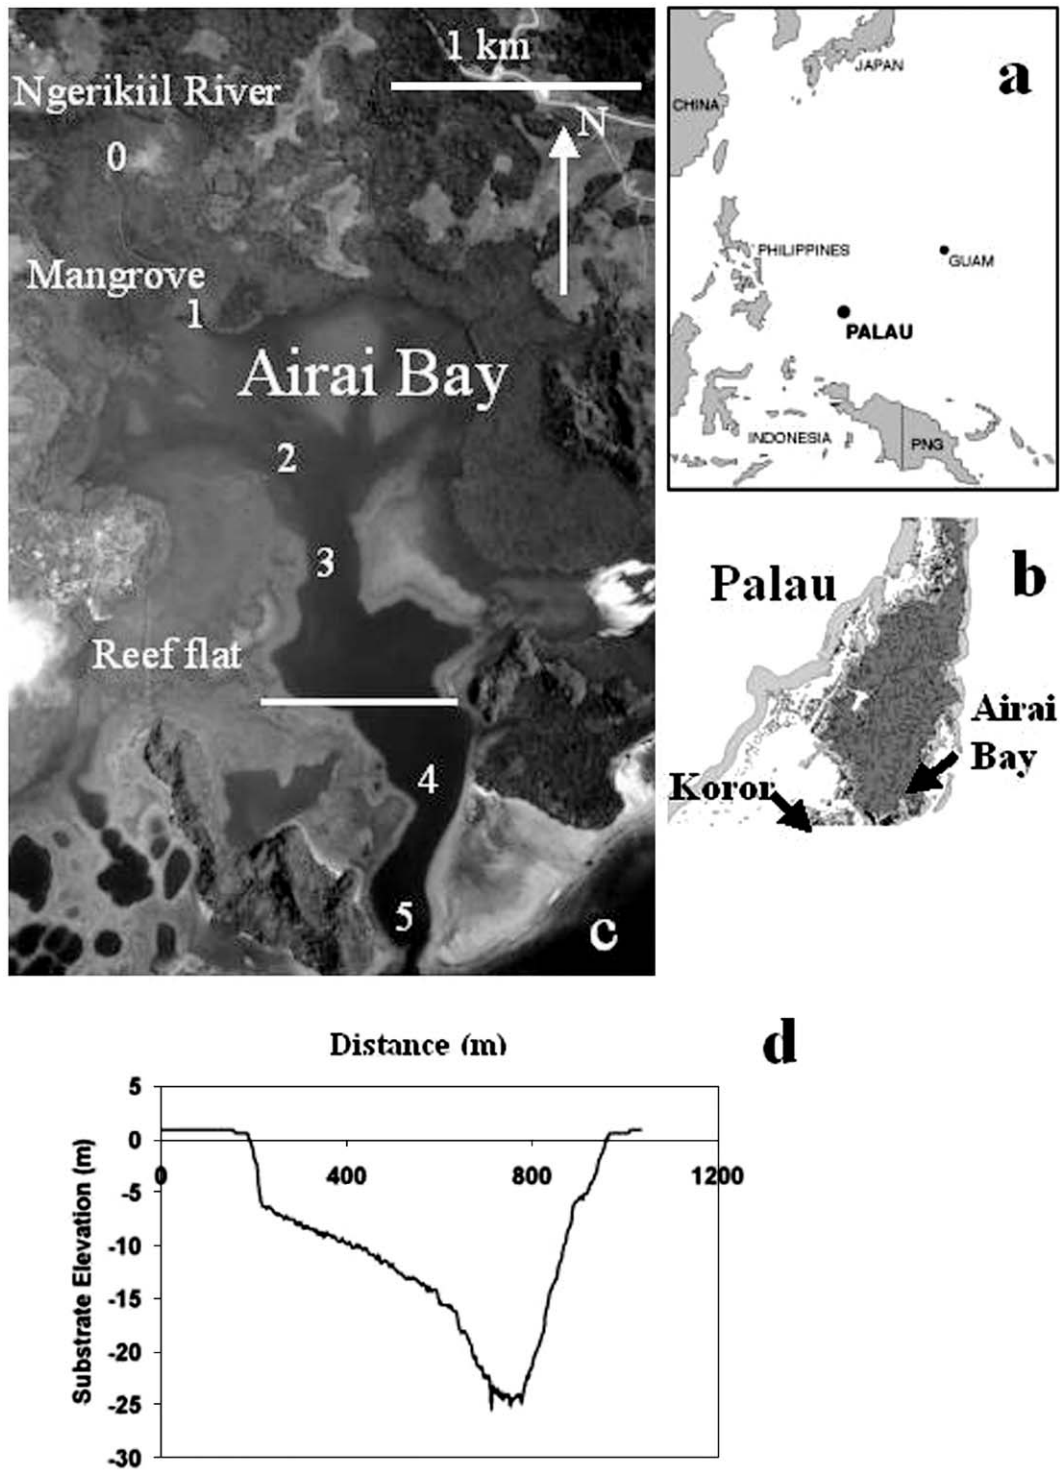 1 km
Ngerikiil River
N
0
Mangrove
1
Airai Bay
2
3
Reef flat
4
5
c
a
JAPAN
CHINA
PHILIPPINES
GUAM
PALAU
INDONESIA
PNG
b
Palau
Airai
Bay
Koror
d
Distance (m)
5
0
0
400
800
1200
-5
-10
-15
-20
-25
-30
Substrate Elevation (m)